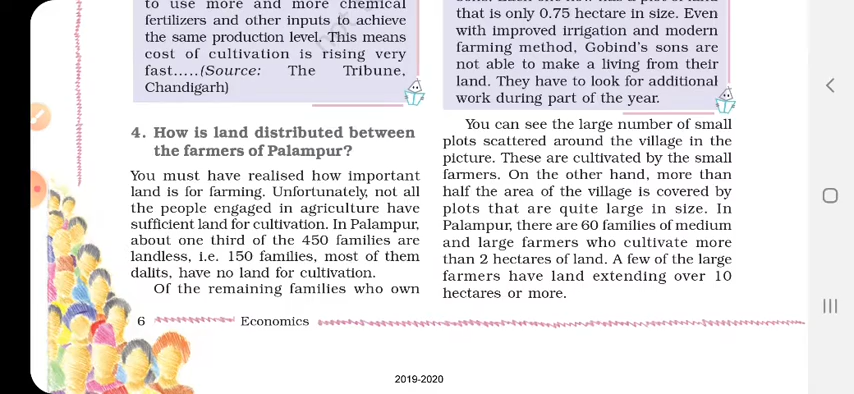 to use more and more chemical
fertilizers and other inputs to achieve
the same production level. This means
cost of cultivation is rising very
fast.....(Source: The Tribune,
Chandigarh)
4. How is land distributed between
the farmers of Palampur?
You must have realised how important
land is for farming. Unfortunately, not all
the people engaged in agriculture have
sufficient land for cultivation. In Palampur,
about one third of the 450 families are
landless, i.e. 150 families, most of them
dalits, have no land for cultivation.
Of the remaining families who own
that is only 0.75 hectare in size. Even
with improved irrigation and modern
farming method, Gobind's sons are
not able to make a living from their
land. They have to look for additional
work during part of the year.
You can see the large number of small
plots scattered around the village in the
picture. These are cultivated by the small
farmers. On the other hand, more than
half the area of the village is covered by
plots that are quite large in size. In
Palampur, there are 60 families of medium
and large farmers who cultivate more
than 2 hectares of land. A few of the large
farmers have land extending over 10
hectares or more.
6 Economics
2019-2020